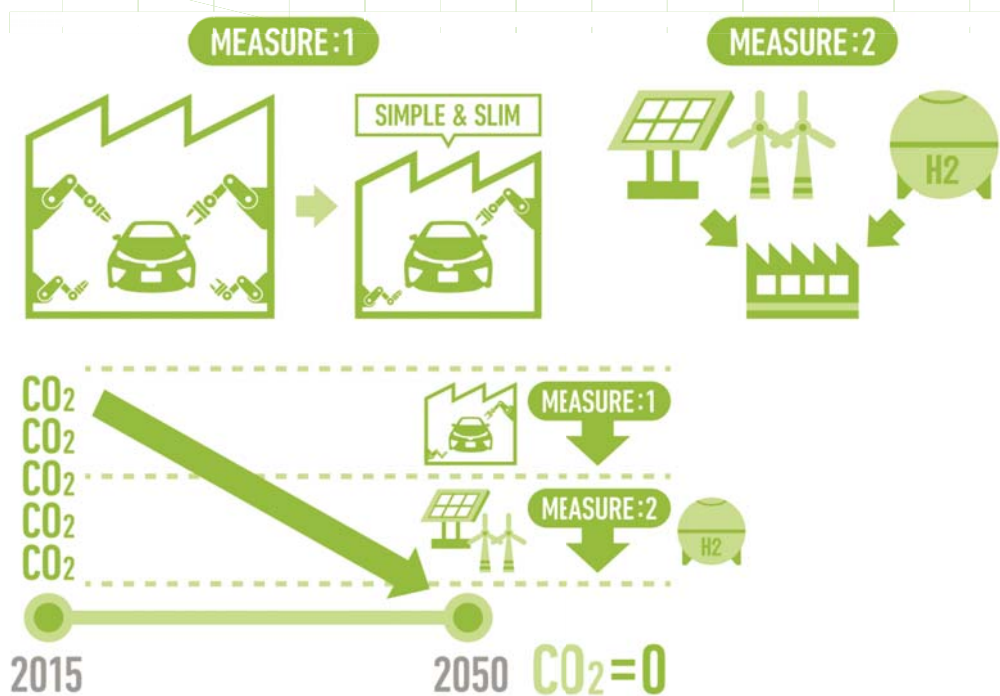 MEASURE:1
MEASURE:2
SIMPLE & SLIM
H2
CO₂
CO₂
CO₂
CO₂
CO₂
MEASURE:1
MEASURE:2
H2
2015
2050
CO₂=0